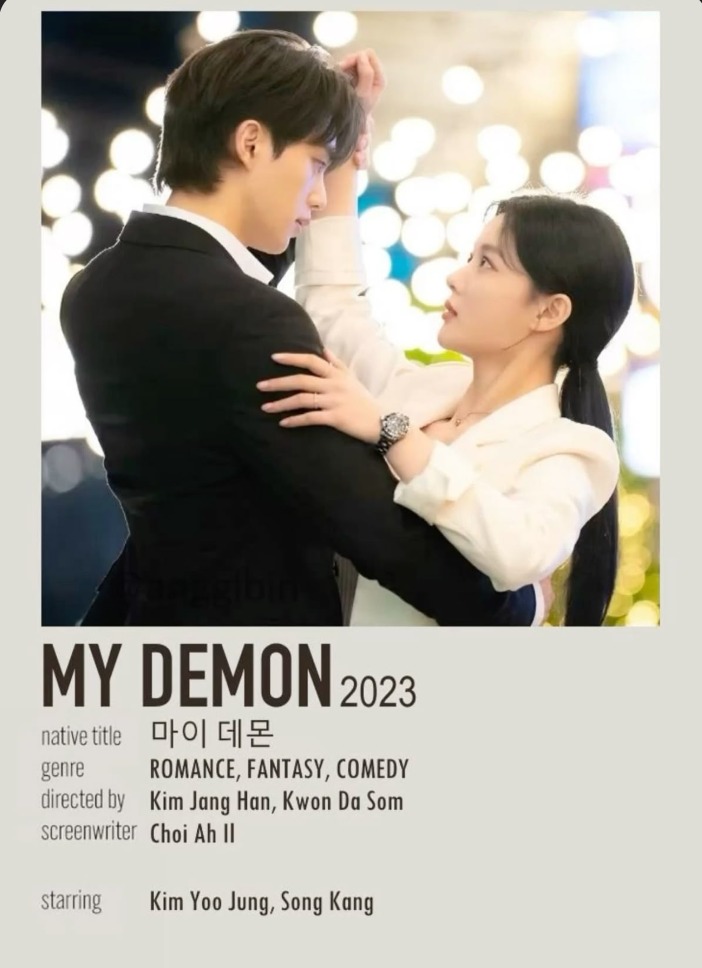 MY DEMON 2023
native title 마이 데몬
genre ROMANCE, FANTASY, COMEDY
directed by Kim Jang Han, Kwon Da Som
screenwriter Choi Ah Il
starring Kim Yoo Jung, Song Kang